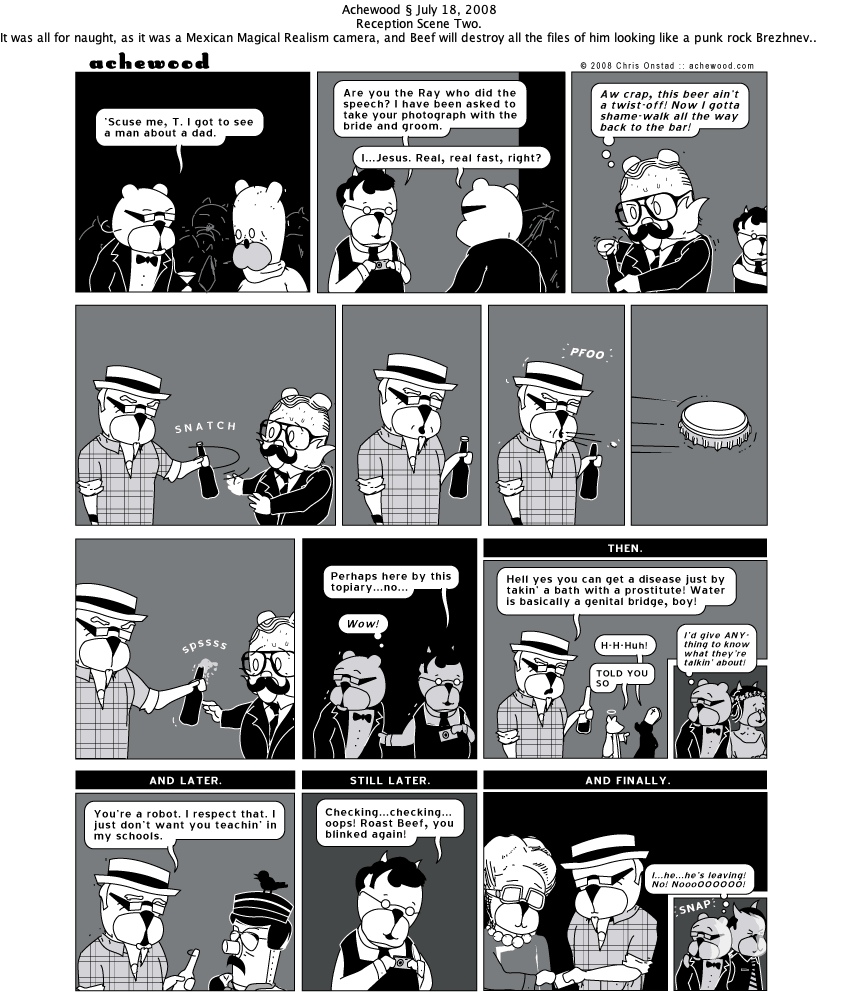 Achewood § July 18, 2008
Reception Scene Two.
It was all for naught, as it was a Mexican Magical Realism camera, and Beef will destroy all the files of him looking like a punk rock Brezhnev..
achewood
© 2008 Chris Onstad :: achewood.com
'Scuse me, T. I got to see
a man about a dad.
Are you the Ray who did the
speech? I have been asked to
take your photograph with the
bride and groom.
I...Jesus. Real, real fast, right?
Aw crap, this beer ain't
a twist-off! Now I gotta
shame-walk all the way
back to the bar!
SNATCH
PFOO
spssss
Perhaps here by this
topiary...no...
Wow!
THEN.
Hell yes you can get a disease just by
takin' a bath with a prostitute! Water
is basically a genital bridge, boy!
H-H-Huh!
TOLD YOU
SO
I'd give ANY-
thing to know
what they're
talkin' about!
AND LATER.
You're a robot. I respect that. I
just don't want you teachin' in
my schools.
STILL LATER.
Checking...checking...
oops! Roast Beef, you
blinked again!
AND FINALLY.
I...he...he's leaving!
No! NoooOOOOOO!
SNAP